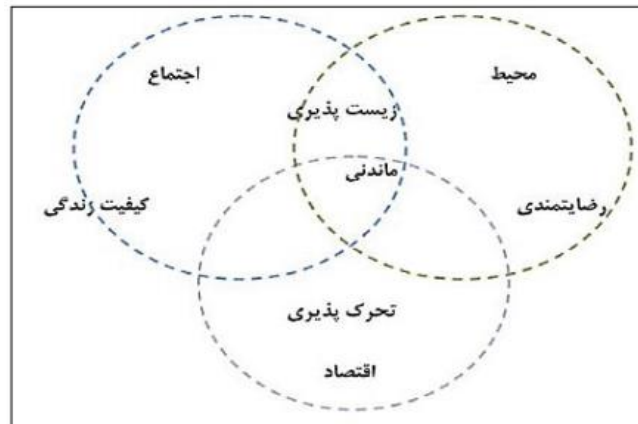 محیط
اجتماع
زیست پذیری
ماندنی
رضایتمندی
کیفیت زندگی
تحرک پذیری
اقتصاد